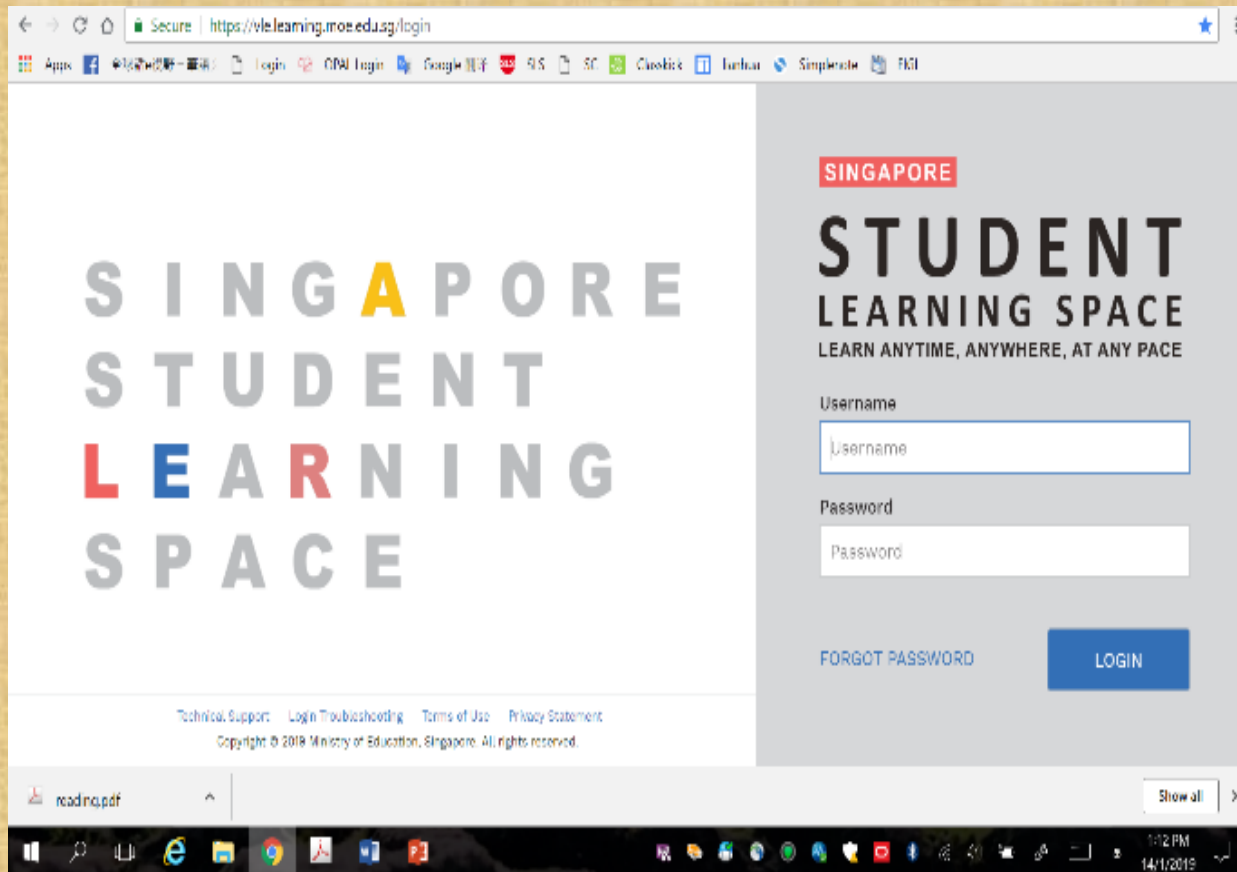 Secure | https://vle.learning.moe.edu.sg/login
Apps Login OPAL Login Google SLS SC Classkick Simplenote
SINGAPORE
STUDENT
LEARNING
SPACE
Technical Support Login Troubleshooting Terms of Use Privacy Statement
Copyright © 2019 Ministry of Education, Singapore. All rights reserved.
SINGAPORE
STUDENT
LEARNING SPACE
LEARN ANYTIME, ANYWHERE, AT ANY PACE
Username
Username
Password
Password
FORGOT PASSWORD LOGIN
reading.pdf Show all
1:12 PM
14/1/2019